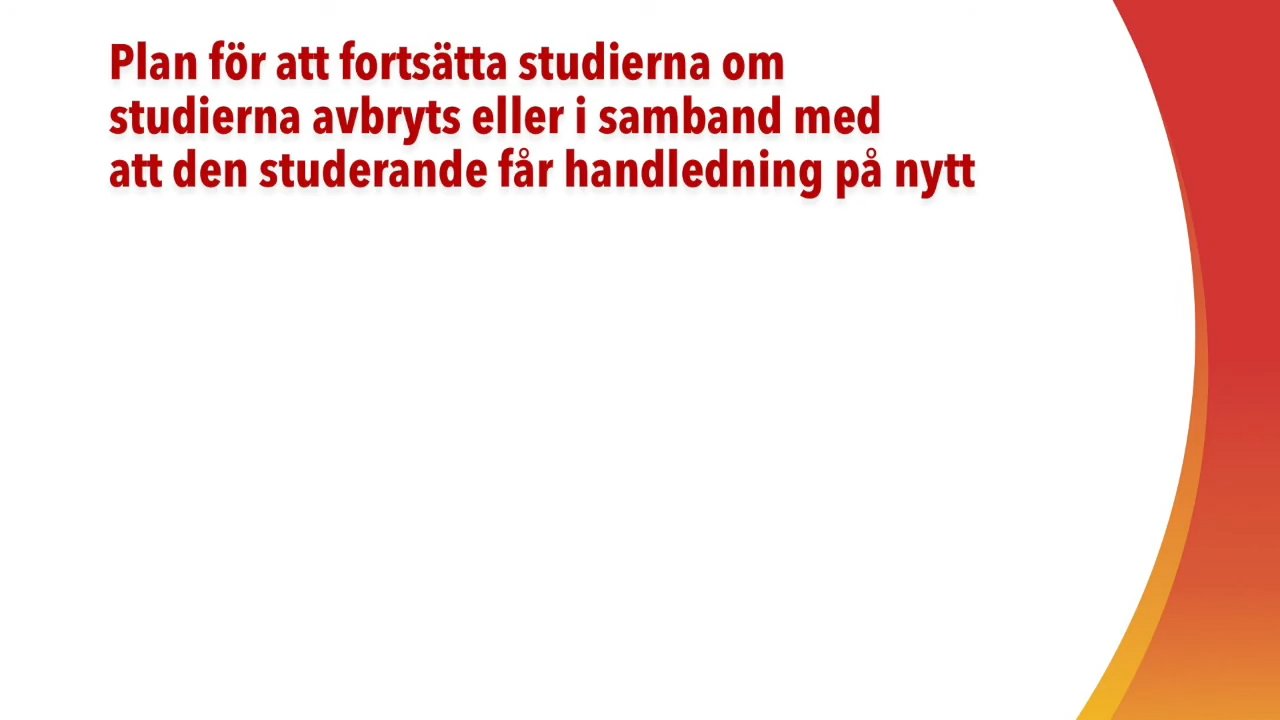 Plan för att fortsätta studierna om
studierna avbryts eller i samband med
att den studerande får handledning på nytt